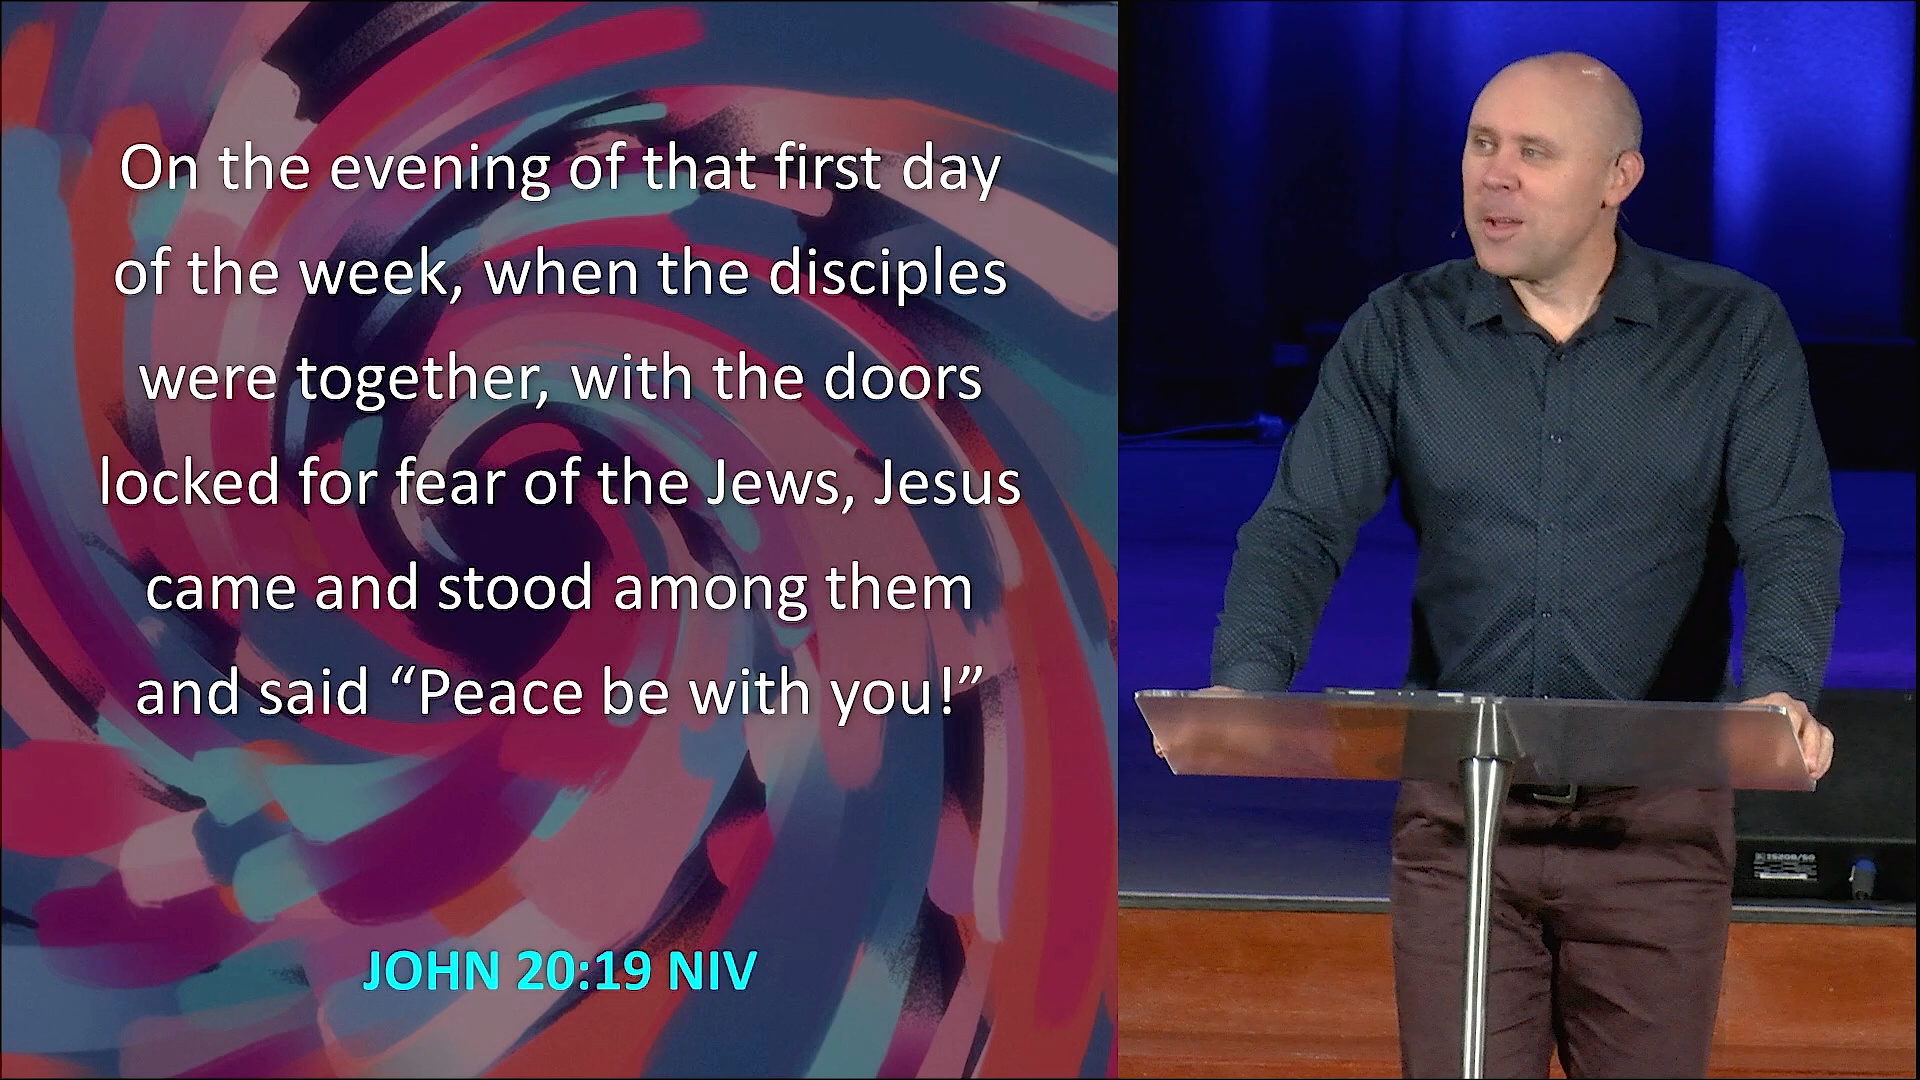 On the evening of that first day
of the week, when the disciples
were together, with the doors
locked for fear of the Jews, Jesus
came and stood among them
and said “Peace be with you!”
JOHN 20:19 NIV